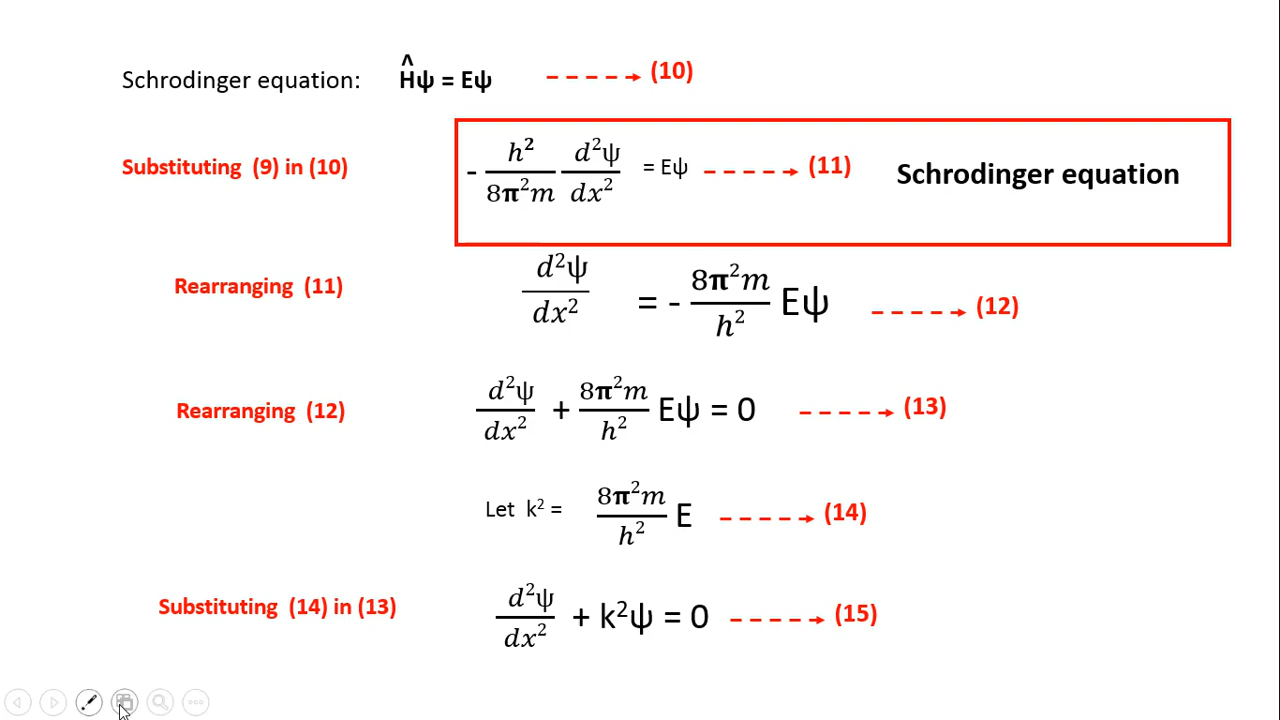 Schrodinger equation: Ĥψ = Eψ (10)
Substituting (9) in (10) - h²/8π²m d²ψ/dx² = Eψ (11) Schrodinger equation
Rearranging (11) d²ψ/dx² = - 8π²m/h² Eψ (12)
Rearranging (12) d²ψ/dx² + 8π²m/h² Eψ = 0 (13)
Let k² = 8π²m/h² E (14)
Substituting (14) in (13) d²ψ/dx² + k²ψ = 0 (15)